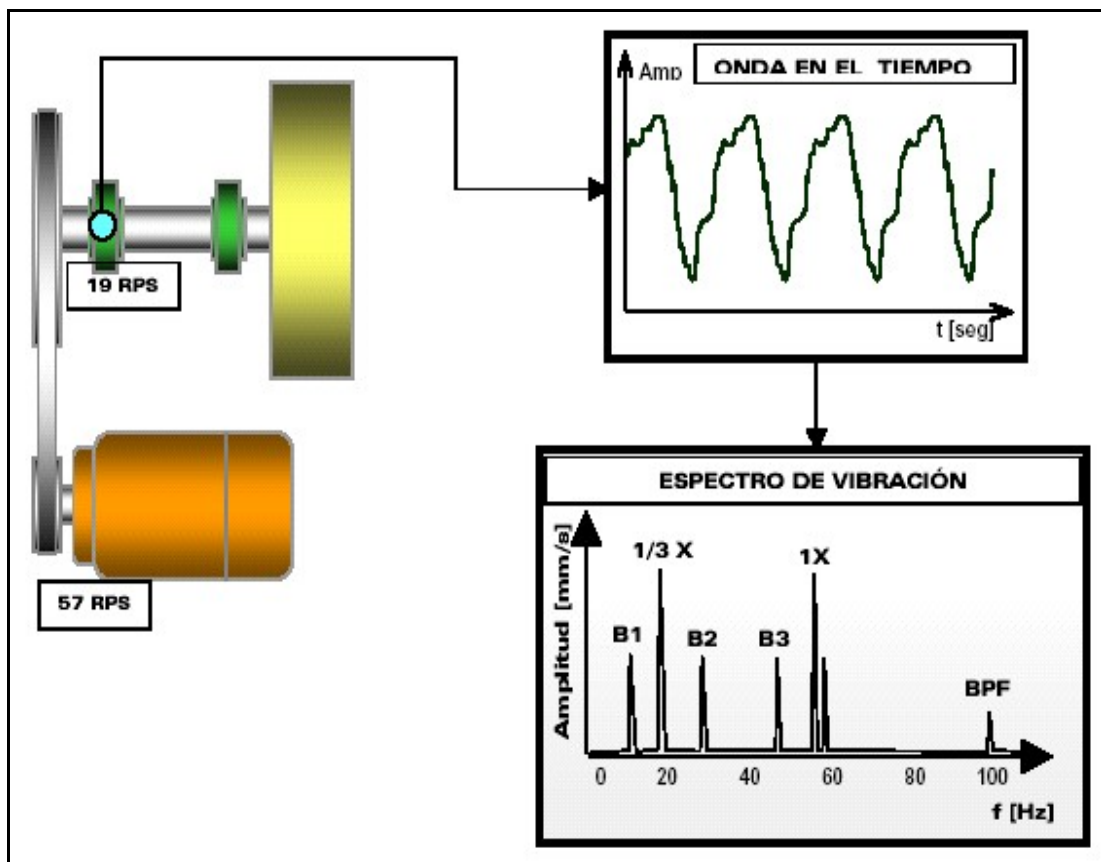 ONDA EN EL TIEMPO
Amp
t [seg]
19 RPS
57 RPS
ESPECTRO DE VIBRACIÓN
Amplitud [mm/s]
1/3 X
1X
B1
B2
B3
BPF
0 20 40 60 80 100
f [Hz]